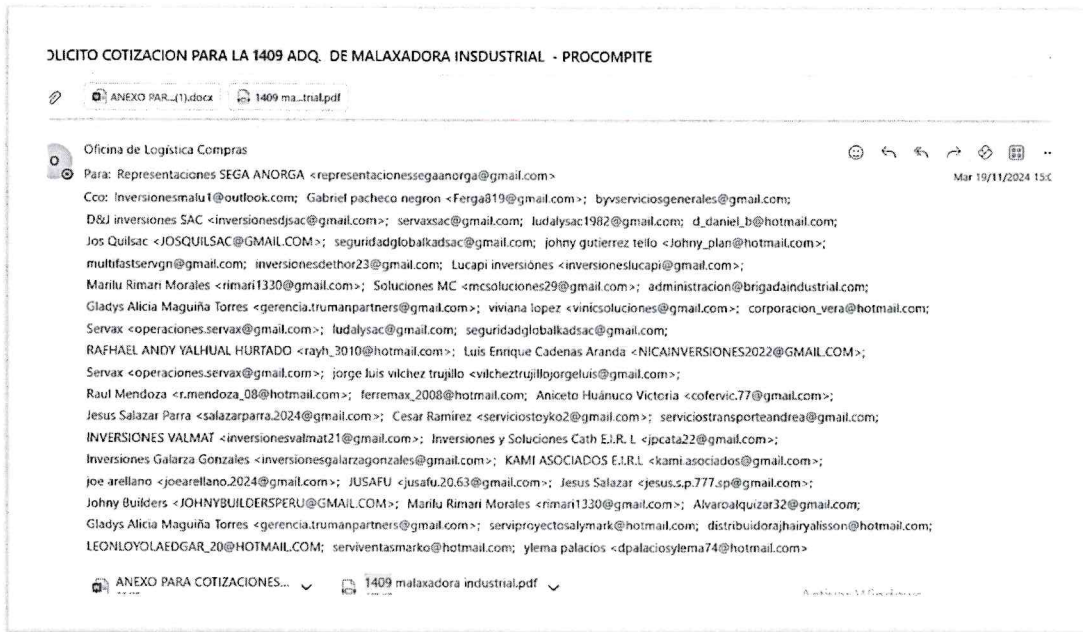 OLICITO COTIZACION PARA LA 1409 ADQ. DE MALAXADORA INSDUSTRIAL - PROCOMPITE
ANEXO PAR...(1).docx 1409 ma...trial.pdf
O Oficina de Logística Compras
Para: Representaciones SEGA ANORGA <representacionessegaanorga@gmail.com>
Mar 19/11/2024
Cco: Inversionesmalu1@outlook.com; Gabriel pacheco negron <Ferga819@gmail.com>; byvserviciosgenerales@gmail.com;
D&J inversiones SAC <inversionesdjsac@gmail.com>; servaxsac@gmail.com; ludalysac1982@gmail.com; d_daniel_b@hotmail.com;
Jos Quilsac <JOSQUILSAC@GMAIL.COM>; seguridadglobalkadsac@gmail.com; johny gutierrez tello <Johny_plan@hotmail.com>;
multifastservgn@gmail.com; inversionesdethor23@gmail.com; Lucapi inversiónes <inversioneslucapi@gmail.com>;
Marilu Rimari Morales <rimari1330@gmail.com>; Soluciones MC <mcsoluciones29@gmail.com>; administracion@brigadaindustrial.com;
Gladys Alicia Maguiña Torres <gerencia.trumanpartners@gmail.com>; viviana lopez <vinicsoluciones@gmail.com>; corporacion_vera@hotmail.com;
Servax <operaciones.servax@gmail.com>; ludalysac@gmail.com; seguridadglobalkadsac@gmail.com;
RAFHAEL ANDY YALHUAL HURTADO <rayh_3010@hotmail.com>; Luis Enrique Cadenas Aranda <NICAINVERSIONES2022@GMAIL.COM>;
Servax <operaciones.servax@gmail.com>; jorge luis vilchez trujillo <vilcheztrujillojorgeluis@gmail.com>;
Raul Mendoza <r.mendoza_08@hotmail.com>; ferremax_2008@hotmail.com; Aniceto Huánuco Victoria <cofervic.77@gmail.com>;
Jesus Salazar Parra <salazarparra.2024@gmail.com>; Cesar Ramirez <serviciostoyko2@gmail.com>; serviciostransporteandrea@gmail.com;
INVERSIONES VALMAT <inversionesvalmat21@gmail.com>; Inversiones y Soluciones Cath E.I.R. L <jpcata22@gmail.com>;
Inversiones Galarza Gonzales <inversionesgalarzagonzales@gmail.com>; KAMI ASOCIADOS E.I.R.L <kami.asociados@gmail.com>;
joe arellano <joearellano.2024@gmail.com>; JUSAFU <jusafu.20.63@gmail.com>; Jesus Salazar <jesus.s.p.777.sp@gmail.com>;
Johny Builders <JOHNYBUILDERSPERU@GMAIL.COM>; Marilu Rimari Morales <rimari1330@gmail.com>; Alvaroalquizar32@gmail.com;
Gladys Alicia Maguiña Torres <gerencia.trumanpartners@gmail.com>; serviproyectosalymark@hotmail.com; distribuidorajhairyalisson@hotmail.com;
LEONLOYOLAEDGAR_20@HOTMAIL.COM; serviventasmarko@hotmail.com; ylema palacios <dpalaciosylema74@hotmail.com>
ANEXO PARA COTIZACIONES... 1409 malaxadora industrial.pdf